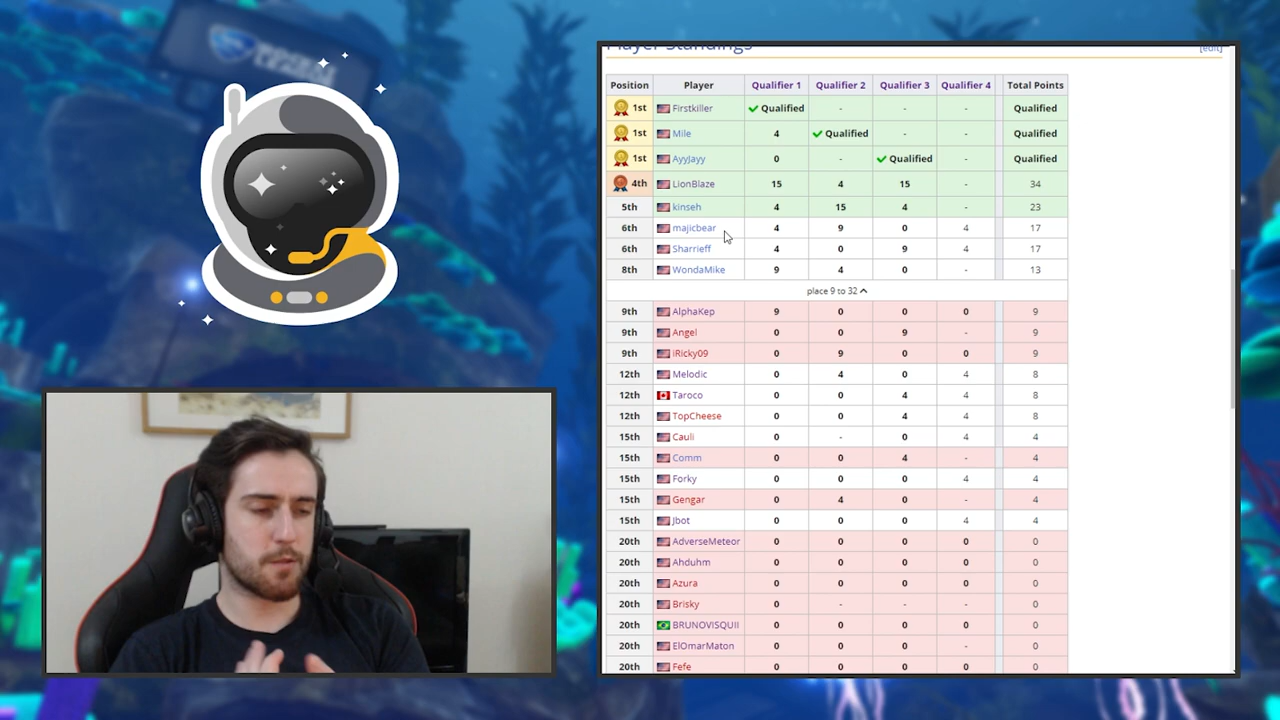 Player Standings [edit]
Position Player Qualifier 1 Qualifier 2 Qualifier 3 Qualifier 4 Total Points
1st Firstkiller Qualified - - - Qualified
1st Mile 4 Qualified - - Qualified
1st AyyJayy 0 - Qualified - Qualified
4th LionBlaze 15 4 15 - 34
5th kinseh 4 15 4 - 23
6th majicbear 4 9 0 4 17
6th Sharrieff 4 0 9 4 17
8th WondaMike 9 4 0 - 13
place 9 to 32
9th AlphaKep 9 0 0 0 9
9th Angel 0 0 9 - 9
9th iRicky09 0 9 0 0 9
12th Melodic 0 4 0 4 8
12th Taroco 0 0 4 4 8
12th TopCheese 0 0 4 4 8
15th Cauli 0 - 0 4 4
15th Comm 0 0 4 - 4
15th Forky 0 0 0 4 4
15th Gengar 0 4 0 - 4
15th Jbot 0 0 0 4 4
20th AdverseMeteor 0 0 0 0 0
20th Ahduhm 0 0 0 0 0
20th Azura 0 0 0 0 0
20th Brisky 0 - - - 0
20th BRUNOVISQUII 0 0 0 0 0
20th ElOmarMaton 0 0 0 - 0
20th Fefe 0 0 0 0 0